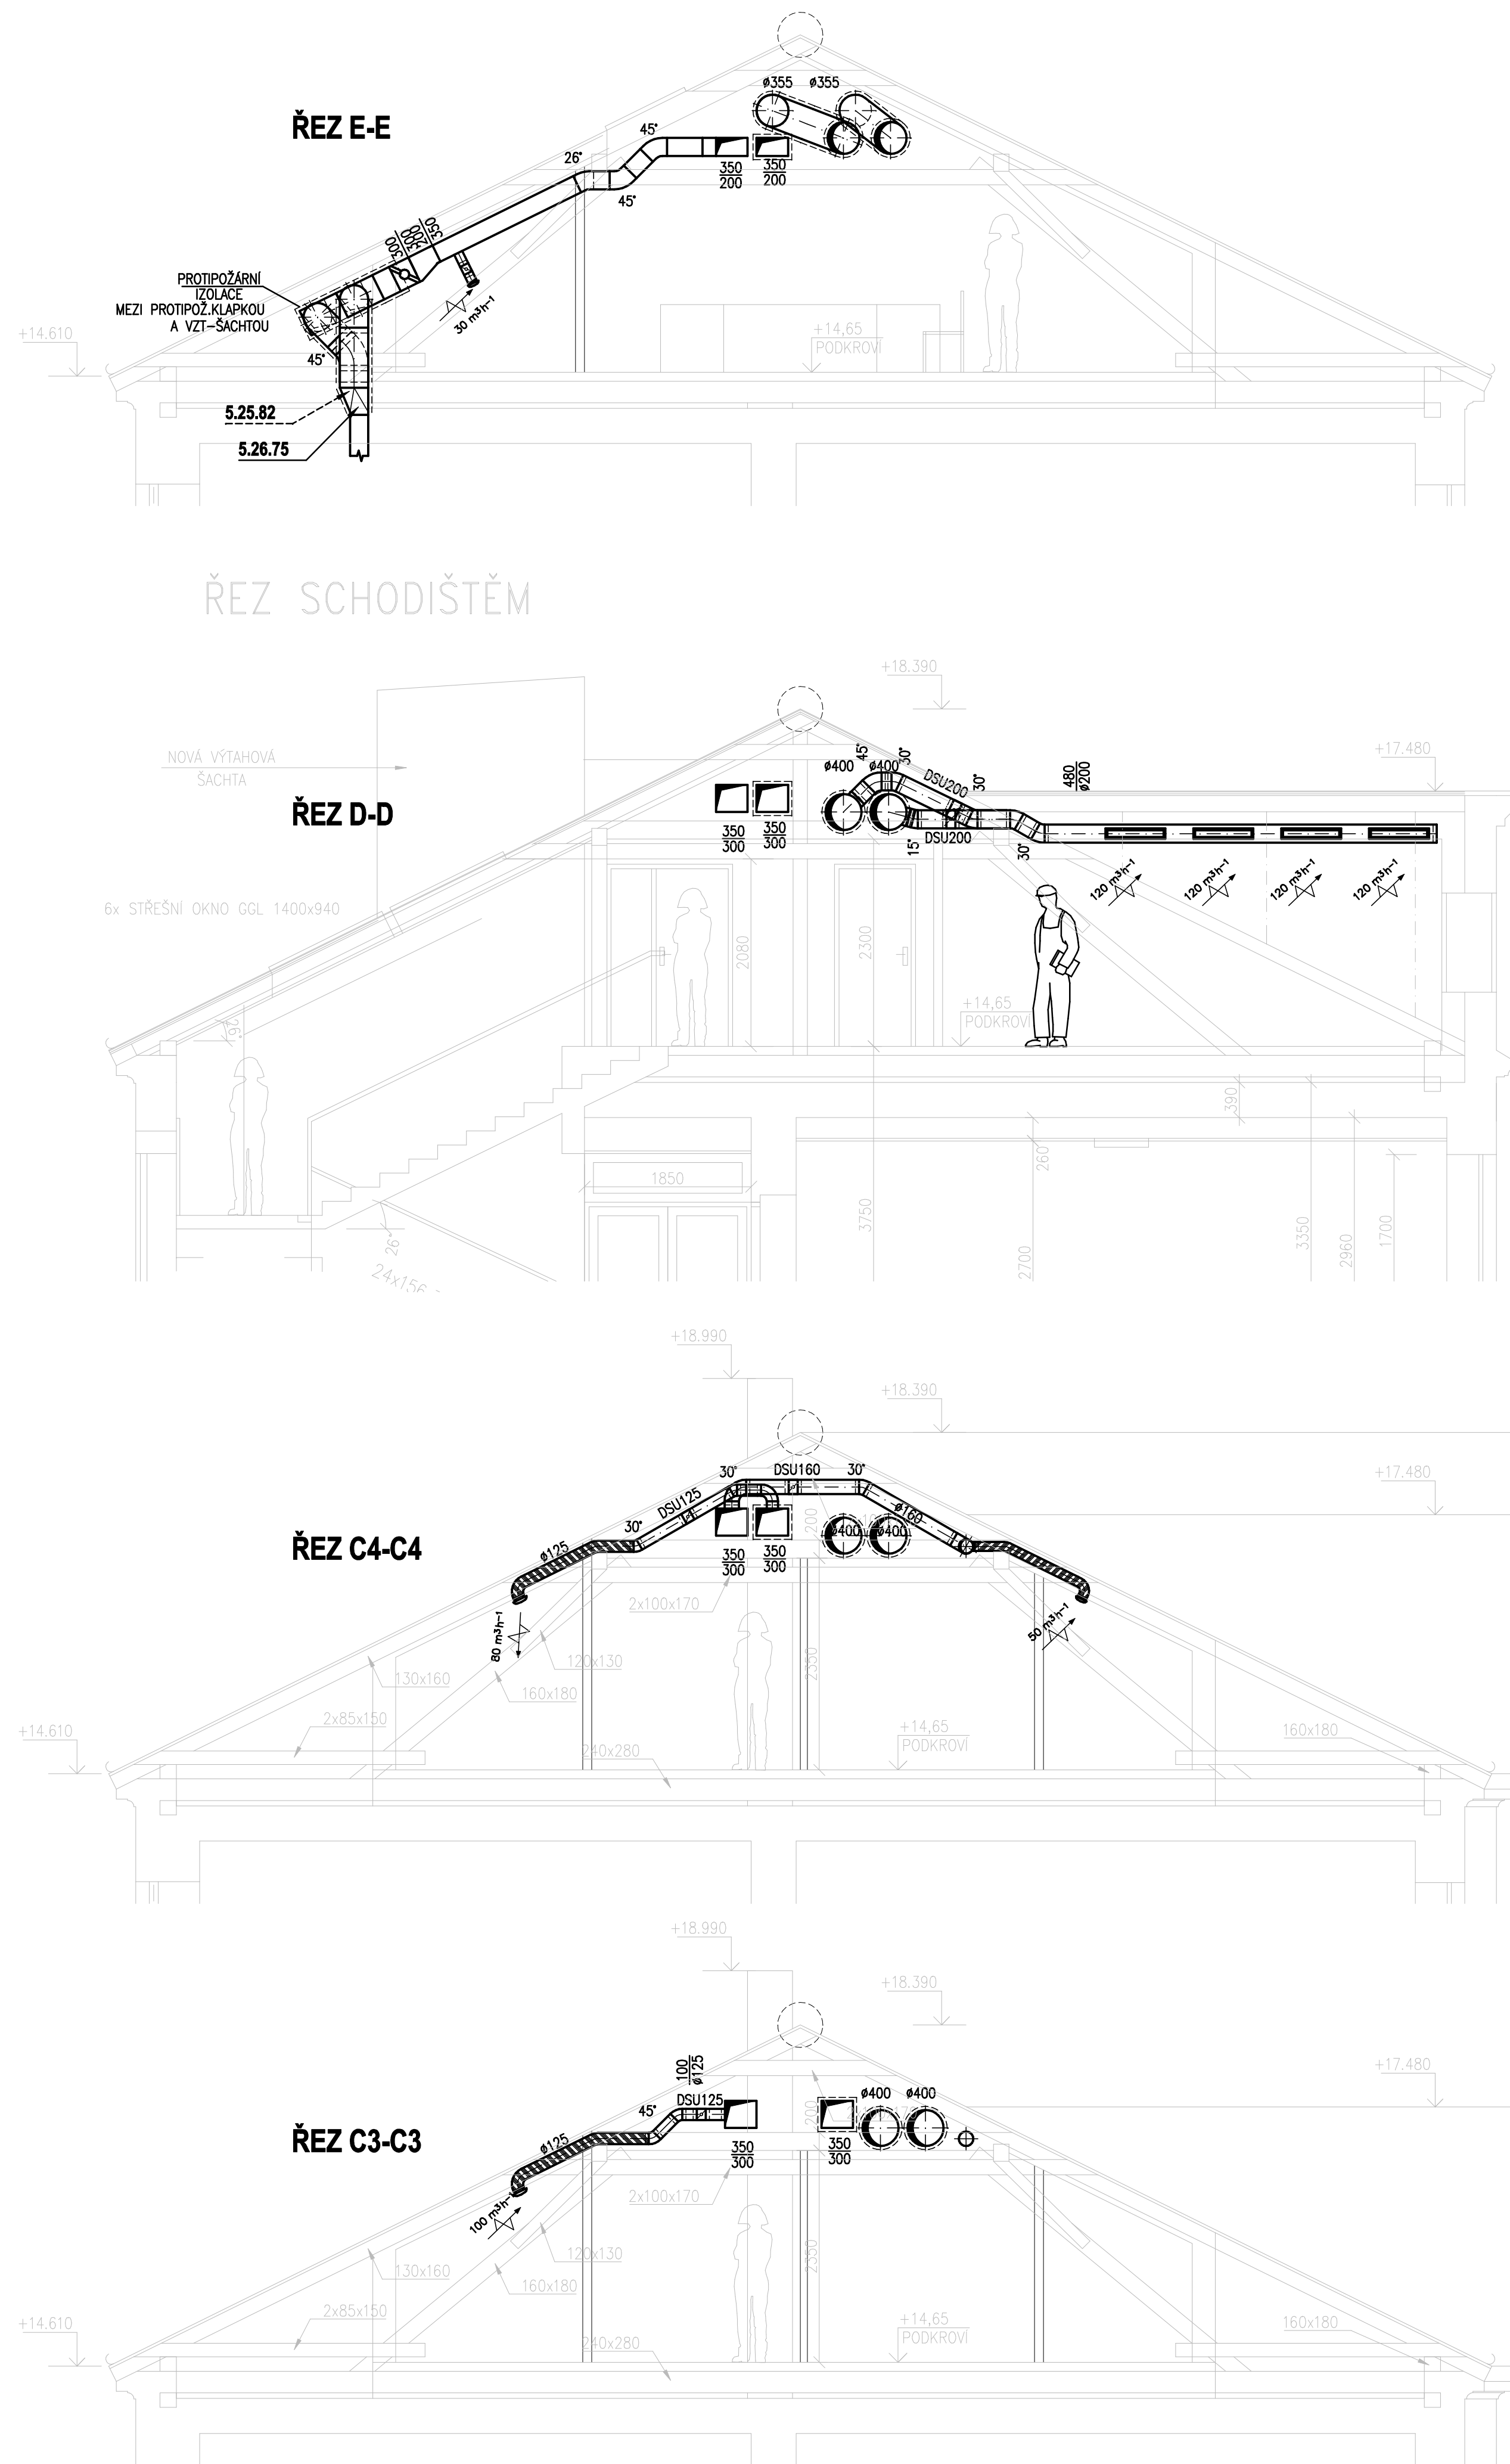 ŘEZ E-E
ø355 ø355
45°
26°
45°
350
200
350
200
300
300
200
350
PROTIPOŽÁRNÍ
IZOLACE
MEZI PROTIPOŽ.KLAPKOU
A VZT-ŠACHTOU
30 m³h-1
+14.610
+14,65
PODKROVÍ
45°
5.25.82
5.26.75
ŘEZ SCHODIŠTĚM
+18.390
NOVÁ VÝTAHOVÁ
ŠACHTA
+17.480
ŘEZ D-D
ø400 ø400
45°
30°
DSU200
30°
480
ø200
350
300
350
300
15°
DSU200
30°
120 m³h-1
120 m³h-1
120 m³h-1
120 m³h-1
6x STŘEŠNÍ OKNO GGL 1400x940
2080
2300
+14,65
PODKROVÍ
26°
390
260
1850
3750
2700
3350
2960
1700
26°
24x156
+18.990
+18.390
+17.480
30°
DSU160
30°
DSU125
ø160
ŘEZ C4-C4
ø125
30°
200
ø400 ø400
350
300
350
300
2x100x170
80 m³h-1
50 m³h-1
120x130
130x160
160x180
2350
2x85x150
+14.610
+14,65
PODKROVÍ
240x280
160x180
+18.990
+18.390
+17.480
100
ø125
DSU125
45°
ø400 ø400
200
ŘEZ C3-C3
ø125
350
300
350
300
2x100x170
100 m³h-1
120x130
130x160
160x180
2350
2x85x150
+14.610
+14,65
PODKROVÍ
240x280
160x180